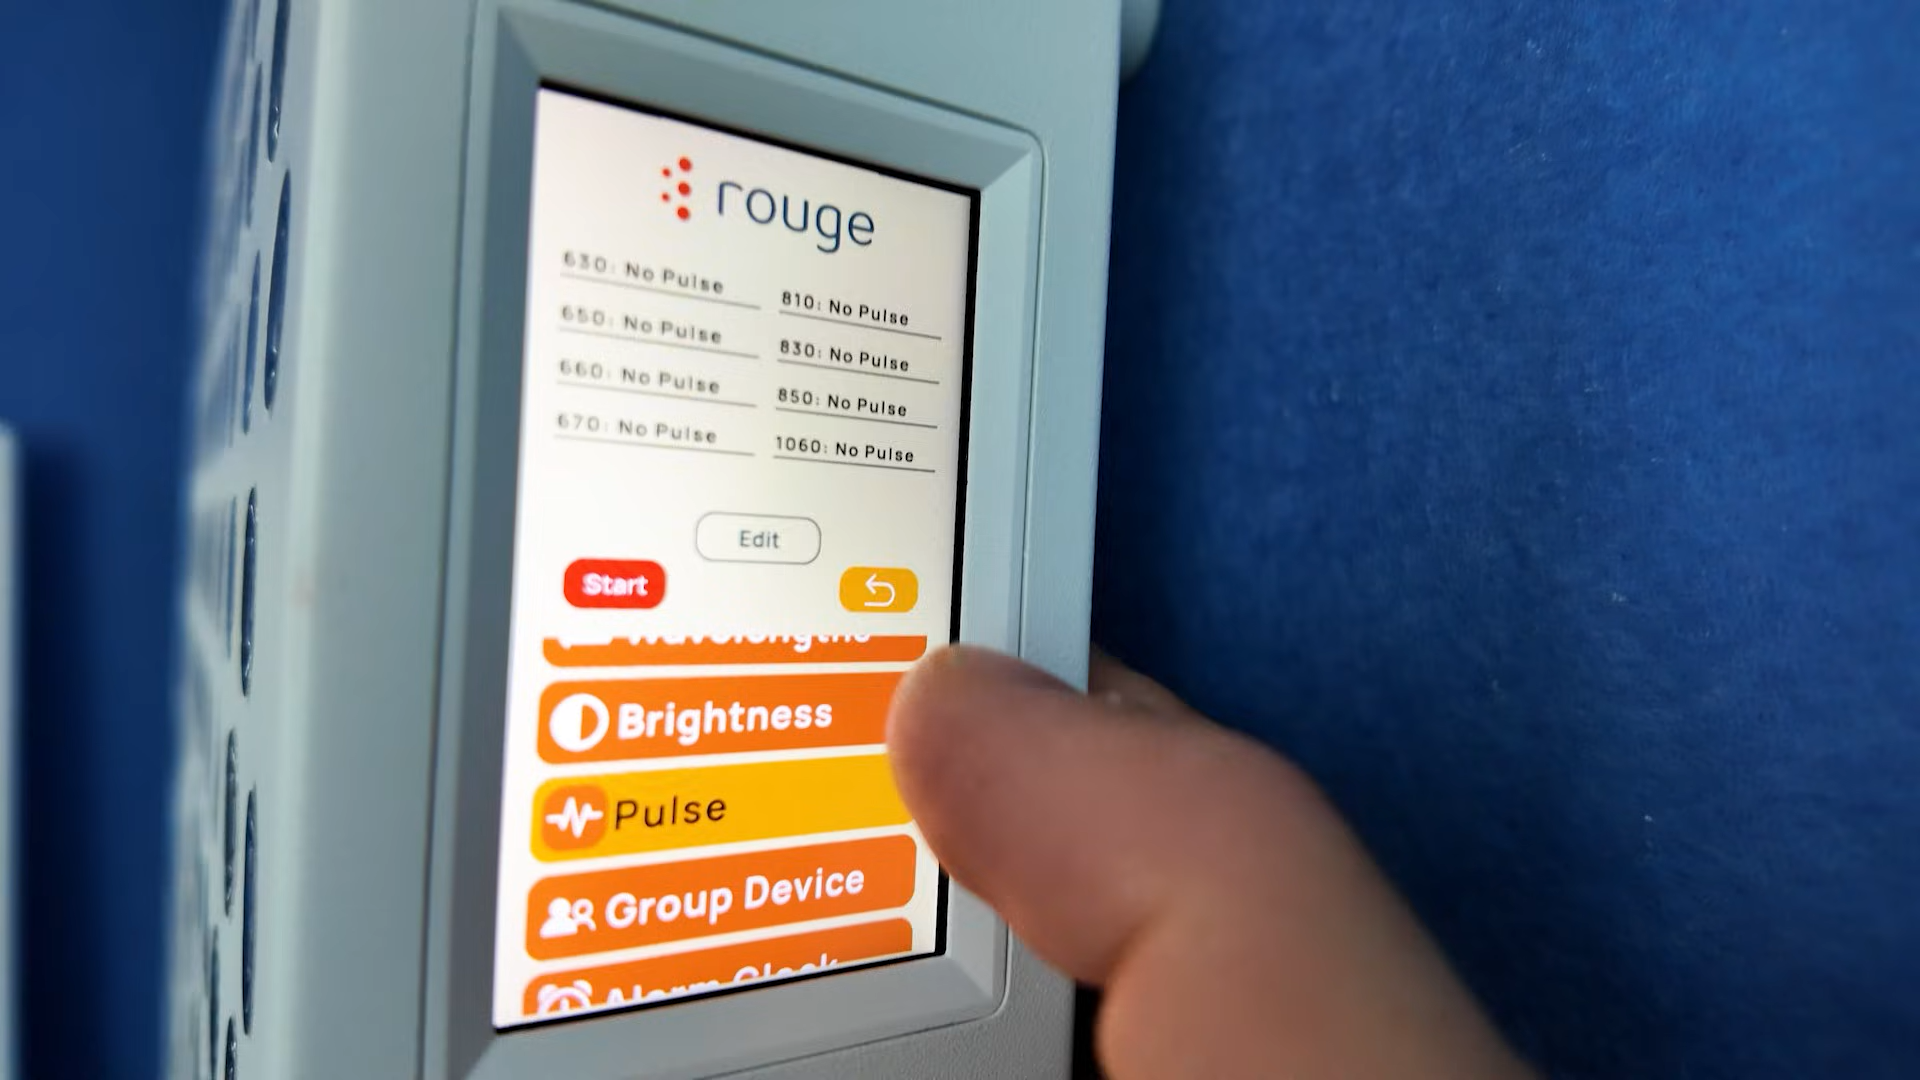 rouge
630: No Pulse
650: No Pulse
660: No Pulse
670: No Pulse
810: No Pulse
830: No Pulse
850: No Pulse
1060: No Pulse
Edit
Start
Wavelengths
Brightness
Pulse
Group Device
Alarm Clock